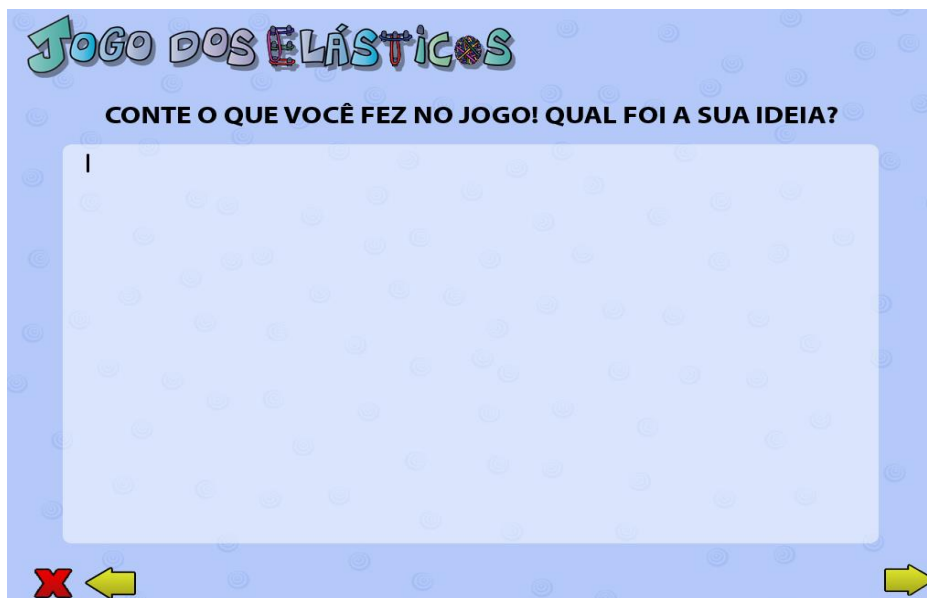 JOGO DOS ELÁSTICOS
CONTE O QUE VOCÊ FEZ NO JOGO! QUAL FOI A SUA IDEIA?